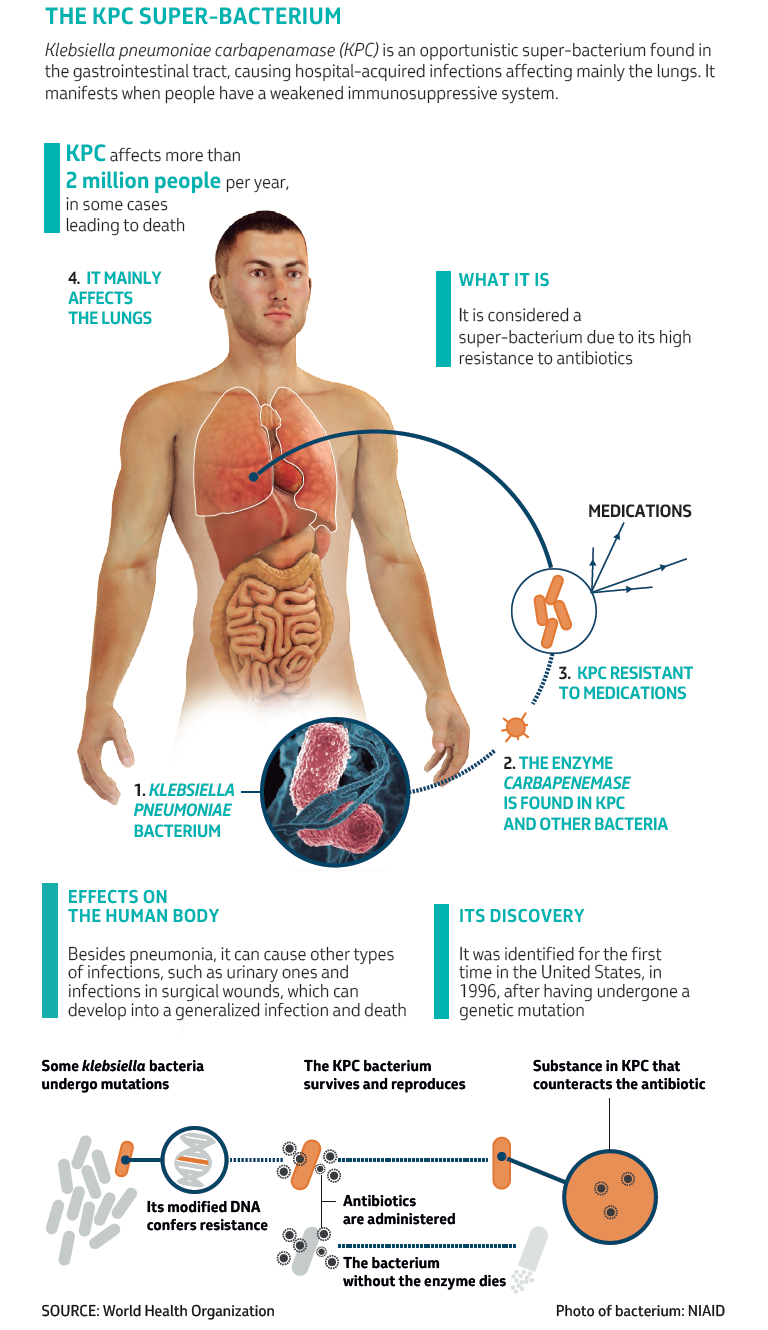 THE KPC SUPER-BACTERIUM
Klebsiella pneumoniae carbapenamase (KPC) is an opportunistic super-bacterium found in
the gastrointestinal tract, causing hospital-acquired infections affecting mainly the lungs. It
manifests when people have a weakened immunosuppressive system.
KPC affects more than
2 million people per year,
in some cases
leading to death
4. IT MAINLY
AFFECTS
THE LUNGS
WHAT IT IS
It is considered a
super-bacterium due to its high
resistance to antibiotics
MEDICATIONS
3. KPC RESISTANT
TO MEDICATIONS
2. THE ENZYME
CARBAPENEMASE
IS FOUND IN KPC
AND OTHER BACTERIA
1. KLEBSIELLA
PNEUMONIAE
BACTERIUM
EFFECTS ON
THE HUMAN BODY
Besides pneumonia, it can cause other types
of infections, such as urinary ones and
infections in surgical wounds, which can
develop into a generalized infection and death
ITS DISCOVERY
It was identified for the first
time in the United States, in
1996, after having undergone a
genetic mutation
Some klebsiella bacteria
undergo mutations
The KPC bacterium
survives and reproduces
Substance in KPC that
counteracts the antibiotic
Its modified DNA
confers resistance
Antibiotics
are administered
The bacterium
without the enzyme dies
SOURCE: World Health Organization
Photo of bacterium: NIAID